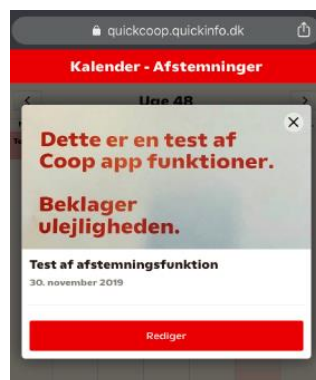 quickcoop.quickinfo.dk
Kalender - Afstemninger
Uge 48
Dette er en test af
Coop app funktioner.
Beklager
ulejligheden.
Test af afstemningsfunktion
30. november 2019
Rediger